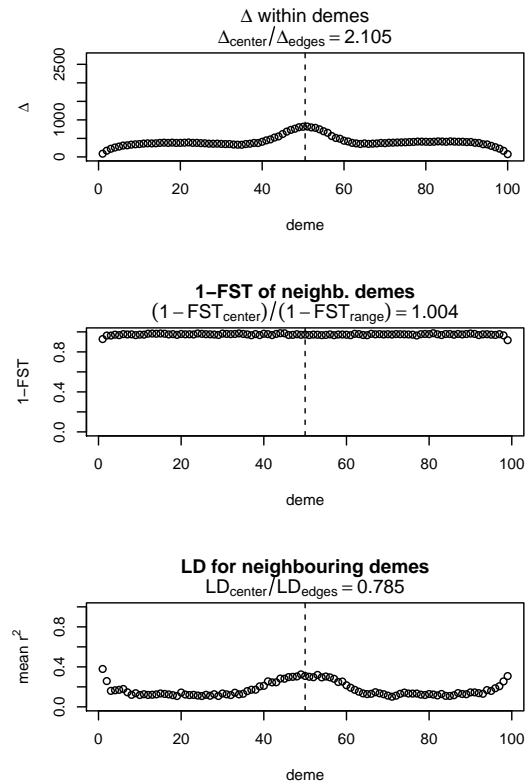 Δ within demes
Δcenter/Δedges = 2.105
2500
1000
0
Δ
0 20 40 60 80 100
deme
1−FST of neighb. demes
(1−FSTcenter)/(1−FSTrange) = 1.004
0.8
0.4
0.0
1−FST
0 20 40 60 80 100
deme
LD for neighbouring demes
LDcenter/LDedges = 0.785
0.8
0.4
0.0
mean r²
0 20 40 60 80 100
deme